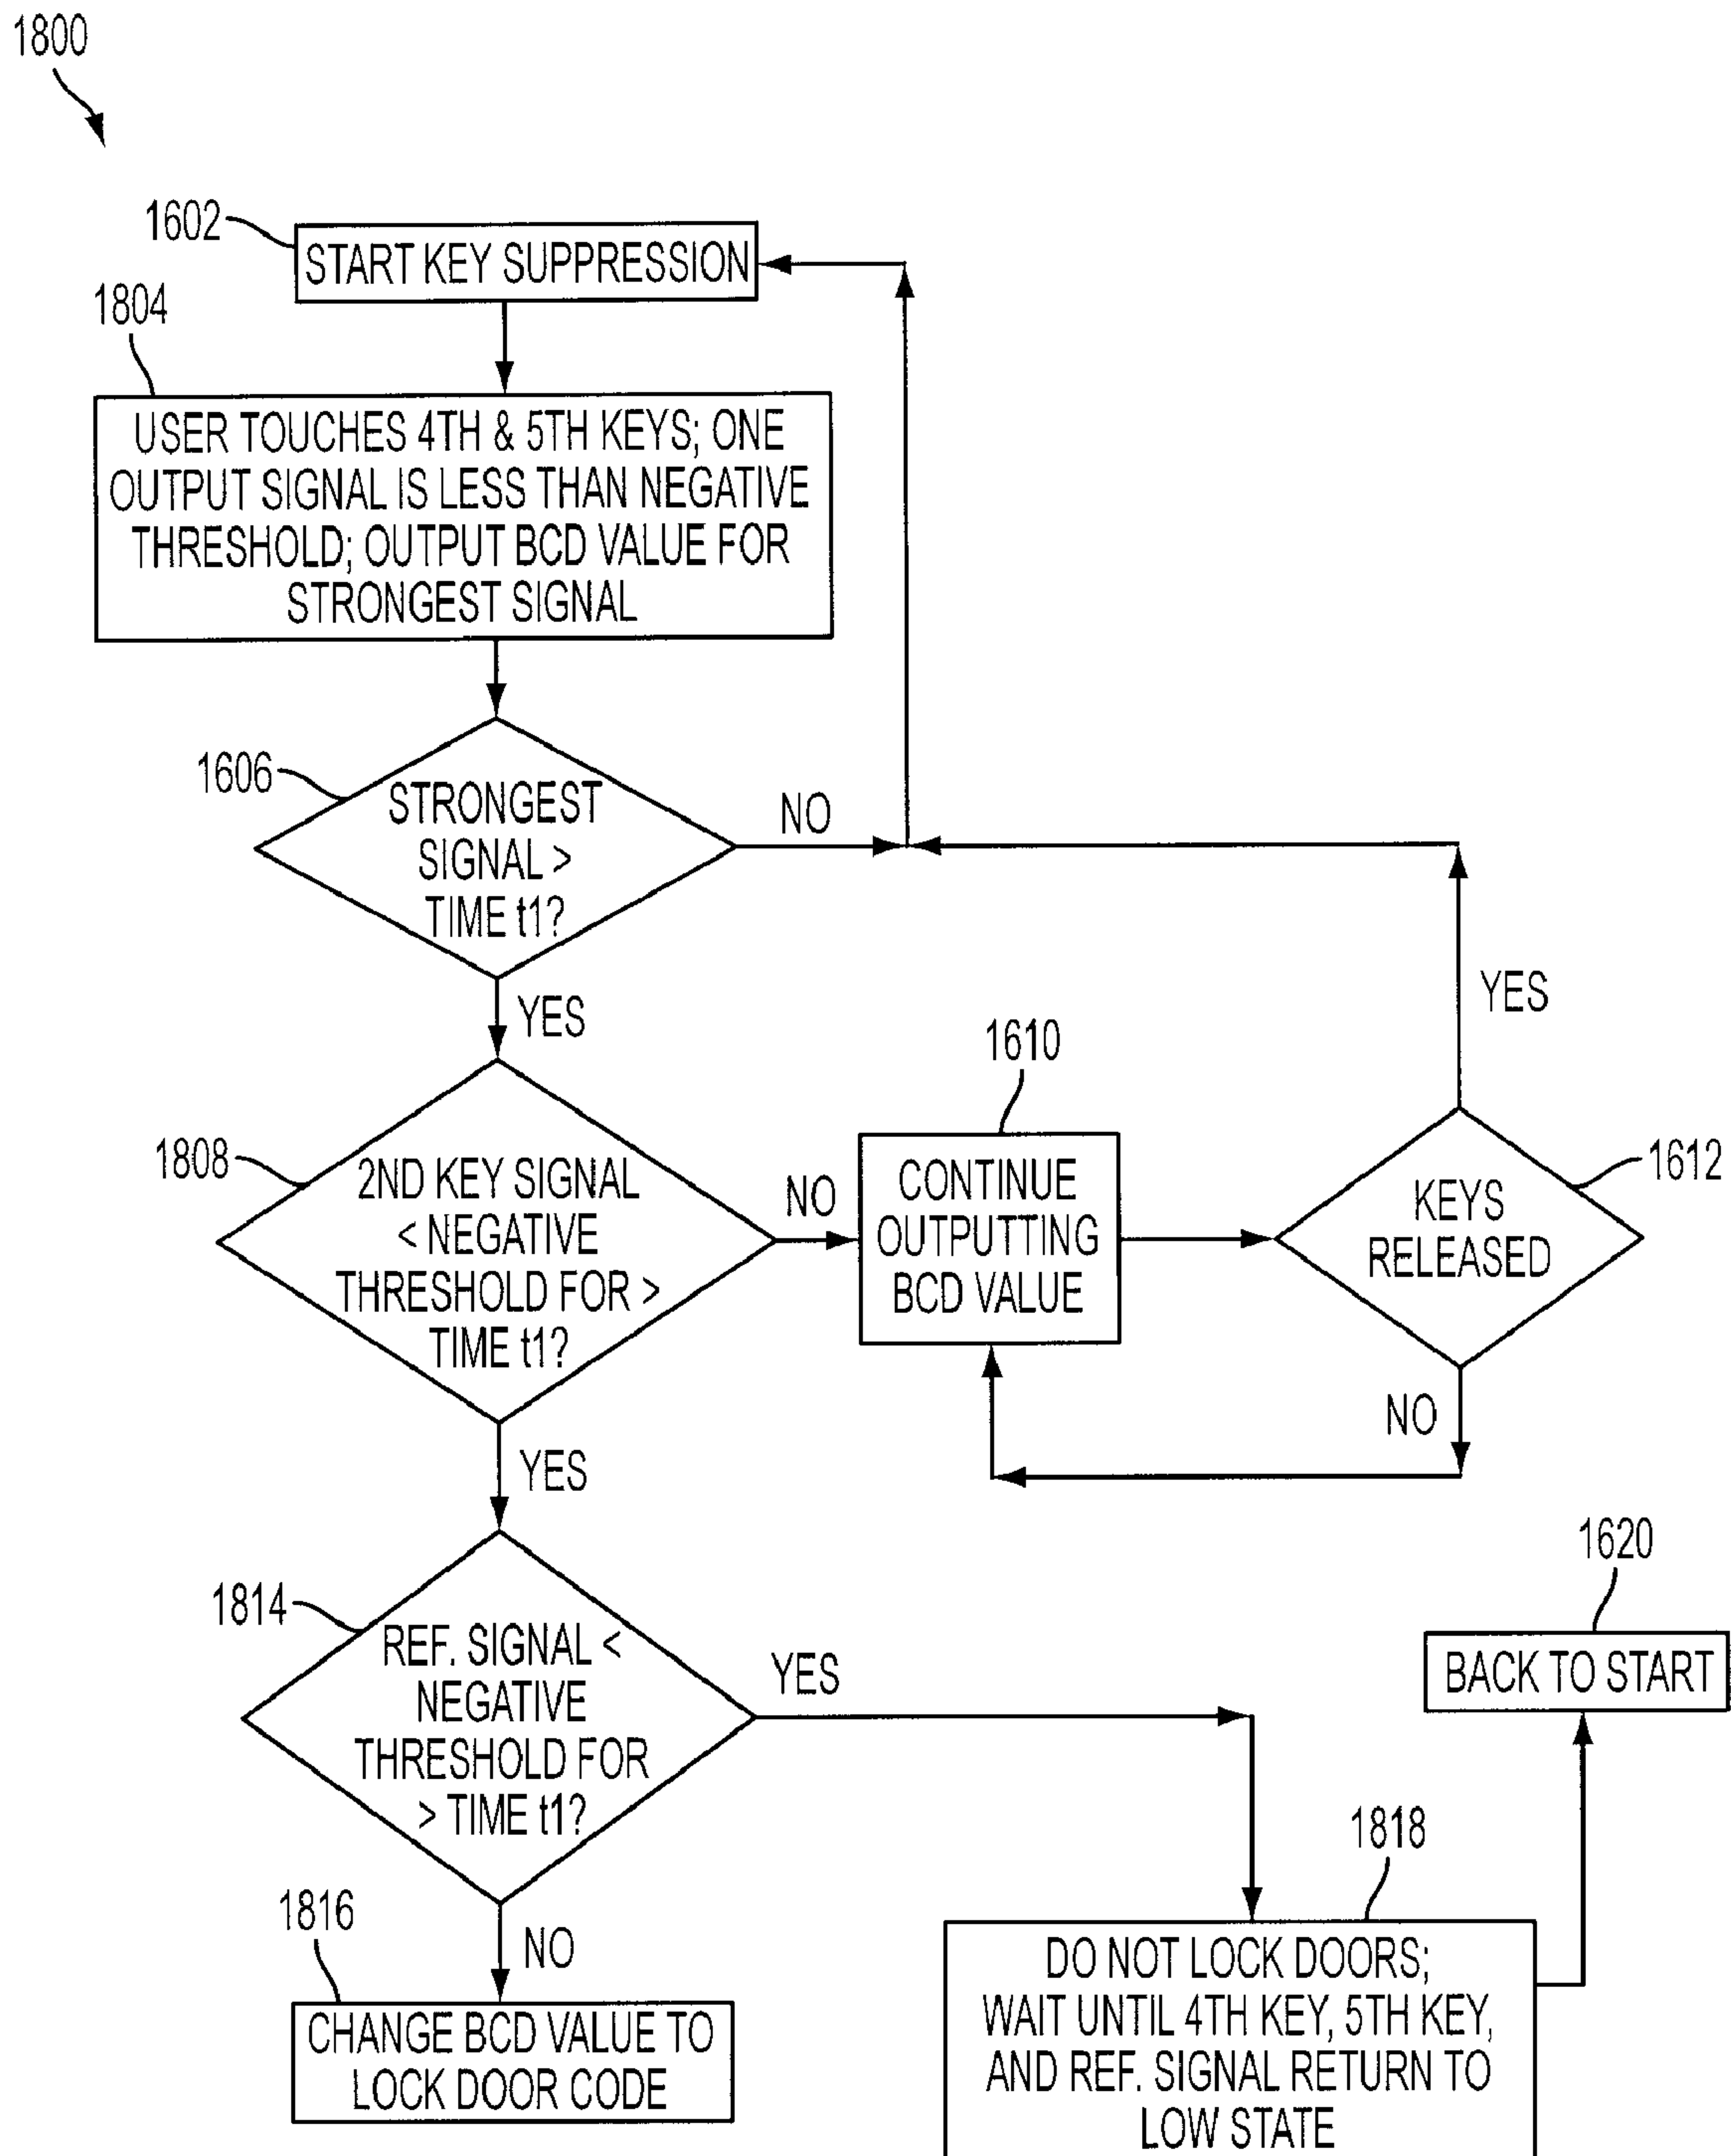 1800
1602
START KEY SUPPRESSION
1804
USER TOUCHES 4TH & 5TH KEYS; ONE
OUTPUT SIGNAL IS LESS THAN NEGATIVE
THRESHOLD; OUTPUT BCD VALUE FOR
STRONGEST SIGNAL
1606
STRONGEST
SIGNAL >
TIME t1?
NO
YES
YES
1808
2ND KEY SIGNAL
< NEGATIVE
THRESHOLD FOR >
TIME t1?
NO
1610
CONTINUE
OUTPUTTING
BCD VALUE
1612
KEYS
RELEASED
NO
YES
1814
REF. SIGNAL <
NEGATIVE
THRESHOLD FOR
> TIME t1?
YES
1620
BACK TO START
NO
1816
CHANGE BCD VALUE TO
LOCK DOOR CODE
1818
DO NOT LOCK DOORS;
WAIT UNTIL 4TH KEY, 5TH KEY,
AND REF. SIGNAL RETURN TO
LOW STATE